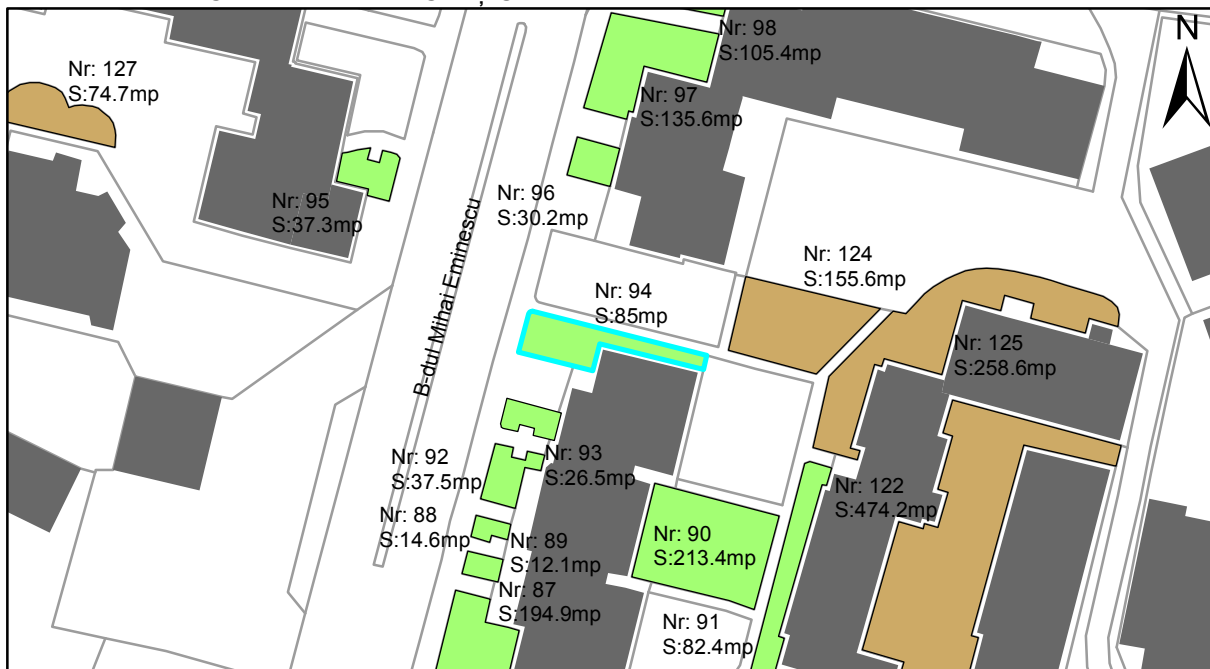 N
Nr: 98
S:105.4mp
Nr: 127
S:74.7mp
Nr: 97
S:135.6mp
Nr: 96
S:30.2mp
Nr: 95
S:37.3mp
B-dul Mihai Eminescu
Nr: 124
S:155.6mp
Nr: 94
S:85mp
Nr: 125
S:258.6mp
Nr: 92
S:37.5mp
Nr: 93
S:26.5mp
Nr: 122
S:474.2mp
Nr: 88
S:14.6mp
Nr: 89
S:12.1mp
Nr: 90
S:213.4mp
Nr: 87
S:194.9mp
Nr: 91
S:82.4mp